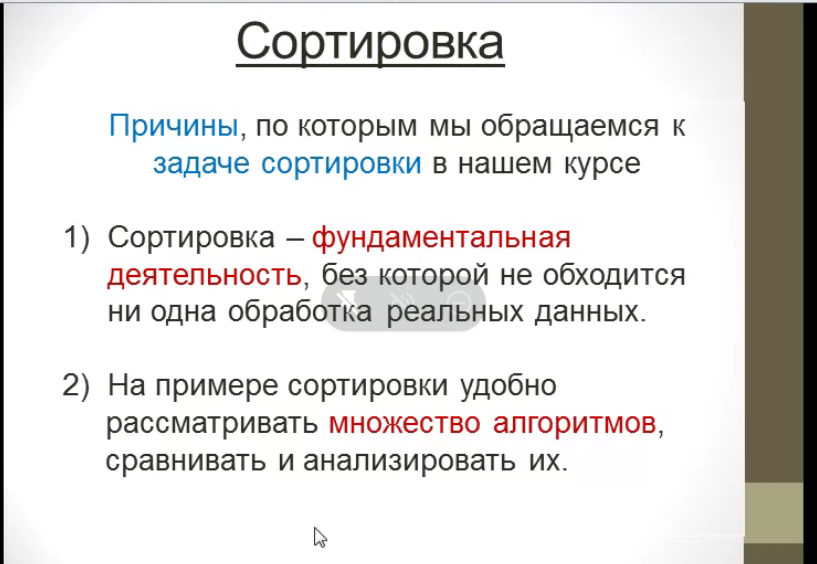 Сортировка
Причины, по которым мы обращаемся к
задаче сортировки в нашем курсе
1) Сортировка – фундаментальная
деятельность, без которой не обходится
ни одна обработка реальных данных.
2) На примере сортировки удобно
рассматривать множество алгоритмов,
сравнивать и анализировать их.